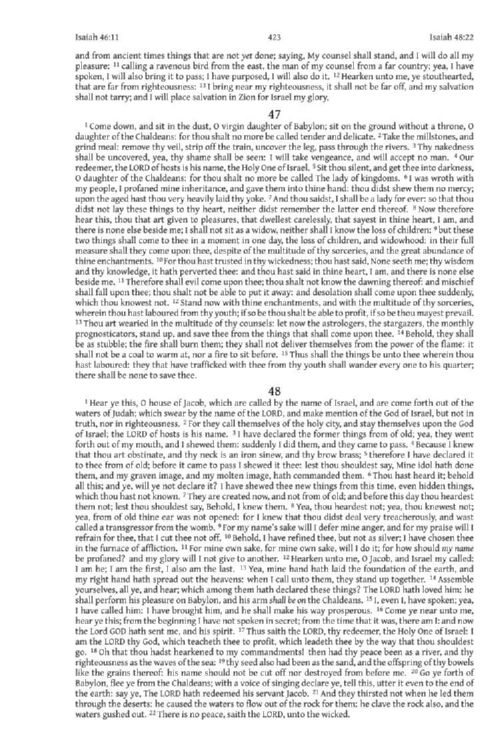 Isaiah 46:11 423 Isaiah 48:22
and from ancient times things that are not yet done; saying, My counsel shall stand, and I will do all my
pleasure: 11 calling a ravenous bird from the east, the man of my counsel from a far country; yea, I have
spoken, I will also bring it to pass; I have purposed, I will also do it. 12 Hearken unto me, ye stouthearted,
that are far from righteousness: 13 I bring near my righteousness, it shall not be far off, and my salvation
shall not tarry; and I will place salvation in Zion for Israel my glory.
47
1 Come down, and sit in the dust, O virgin daughter of Babylon; sit on the ground without a throne, O
daughter of the Chaldeans: for thou shalt no more be called tender and delicate. 2 Take the millstones, and
grind meal: remove thy veil, strip off the train, uncover the leg, pass through the rivers. 3 Thy nakedness
shall be uncovered, yea, thy shame shall be seen: I will take vengeance, and will accept no man. 4 Our
redeemer, the LORD of hosts is his name, the Holy One of Israel. 5 Sit thou silent, and get thee into darkness,
O daughter of the Chaldeans: for thou shalt no more be called The lady of kingdoms. 6 I was wroth with
my people, I profaned mine inheritance, and gave them into thine hand: thou didst shew them no mercy;
upon the aged hast thou very heavily laid thy yoke. 7 And thou saidst, I shall be a lady for ever: so that thou
didst not lay these things to thy heart, neither didst remember the latter end thereof. 8 Now therefore
hear this, thou that art given to pleasures, that dwellest carelessly, that sayest in thine heart, I am, and
there is none else beside me; I shall not sit as a widow, neither shall I know the loss of children: 9 but these
two things shall come to thee in a moment in one day, the loss of children, and widowhood: in their full
measure shall they come upon thee, despite of the multitude of thy sorceries, and the great abundance of
thine enchantments. 10 For thou hast trusted in thy wickedness; thou hast said, None seeth me; thy wisdom
and thy knowledge, it hath perverted thee: and thou hast said in thine heart, I am, and there is none else
beside me. 11 Therefore shall evil come upon thee; thou shalt not know the dawning thereof: and mischief
shall fall upon thee; thou shalt not be able to put it away: and desolation shall come upon thee suddenly,
which thou knowest not. 12 Stand now with thine enchantments, and with the multitude of thy sorceries,
wherein thou hast laboured from thy youth; if so be thou shalt be able to profit, if so be thou mayest prevail.
13 Thou art wearied in the multitude of thy counsels: let now the astrologers, the stargazers, the monthly
prognosticators, stand up, and save thee from the things that shall come upon thee. 14 Behold, they shall
be as stubble; the fire shall burn them; they shall not deliver themselves from the power of the flame: it
shall not be a coal to warm at, nor a fire to sit before. 15 Thus shall the things be unto thee wherein thou
hast laboured: they that have trafficked with thee from thy youth shall wander every one to his quarter;
there shall be none to save thee.
48
1 Hear ye this, O house of Jacob, which are called by the name of Israel, and are come forth out of the
waters of Judah; which swear by the name of the LORD, and make mention of the God of Israel, but not in
truth, nor in righteousness. 2 For they call themselves of the holy city, and stay themselves upon the God
of Israel; the LORD of hosts is his name. 3 I have declared the former things from of old; yea, they went
forth out of my mouth, and I shewed them: suddenly I did them, and they came to pass. 4 Because I knew
that thou art obstinate, and thy neck is an iron sinew, and thy brow brass; 5 therefore I have declared it
to thee from of old; before it came to pass I shewed it thee: lest thou shouldest say, Mine idol hath done
them, and my graven image, and my molten image, hath commanded them. 6 Thou hast heard it; behold
all this; and ye, will ye not declare it? I have shewed thee new things from this time, even hidden things,
which thou hast not known. 7 They are created now, and not from of old; and before this day thou heardest
them not; lest thou shouldest say, Behold, I knew them. 8 Yea, thou heardest not; yea, thou knewest not;
yea, from of old thine ear was not opened: for I knew that thou didst deal very treacherously, and wast
called a transgressor from the womb. 9 For my name's sake will I defer mine anger, and for my praise will I
refrain for thee, that I cut thee not off. 10 Behold, I have refined thee, but not as silver; I have chosen thee
in the furnace of affliction. 11 For mine own sake, for mine own sake, will I do it; for how should my name
be profaned? and my glory will I not give to another. 12 Hearken unto me, O Jacob, and Israel my called:
I am he; I am the first, I also am the last. 13 Yea, mine hand hath laid the foundation of the earth, and
my right hand hath spread out the heavens: when I call unto them, they stand up together. 14 Assemble
yourselves, all ye, and hear; which among them hath declared these things? The LORD hath loved him: he
shall perform his pleasure on Babylon, and his arm shall be on the Chaldeans. 15 I, even I, have spoken; yea,
I have called him: I have brought him, and he shall make his way prosperous. 16 Come ye near unto me,
hear ye this; from the beginning I have not spoken in secret; from the time that it was, there am I: and now
the Lord GOD hath sent me, and his spirit. 17 Thus saith the LORD, thy redeemer, the Holy One of Israel: I
am the LORD thy God, which teacheth thee to profit, which leadeth thee by the way that thou shouldest
go. 18 Oh that thou hadst hearkened to my commandments! then had thy peace been as a river, and thy
righteousness as the waves of the sea: 19 thy seed also had been as the sand, and the offspring of thy bowels
like the grains thereof: his name should not be cut off nor destroyed from before me. 20 Go ye forth of
Babylon, flee ye from the Chaldeans; with a voice of singing declare ye, tell this, utter it even to the end of
the earth: say ye, The LORD hath redeemed his servant Jacob. 21 And they thirsted not when he led them
through the deserts: he caused the waters to flow out of the rock for them: he clave the rock also, and the
waters gushed out. 22 There is no peace, saith the LORD, unto the wicked.